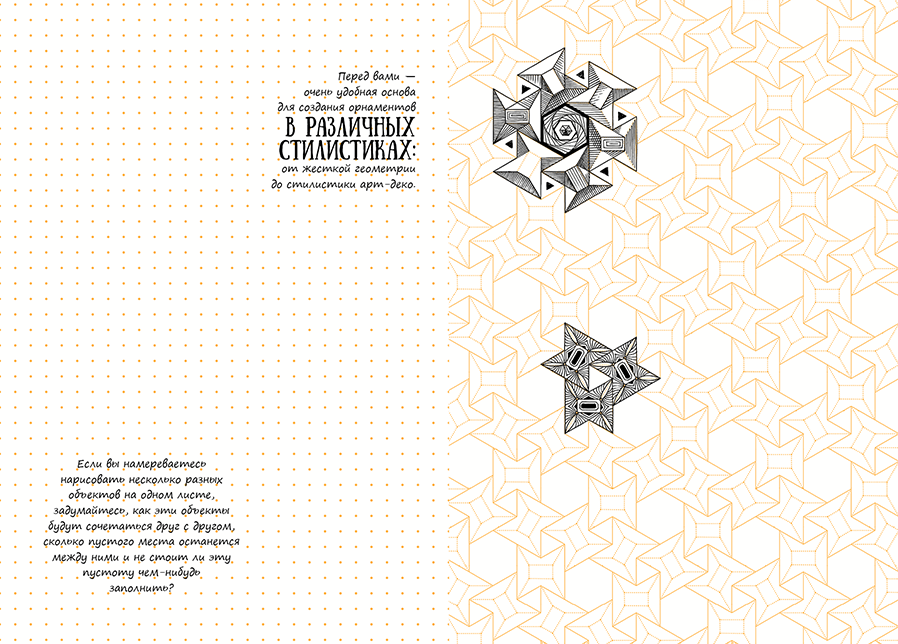 Перед вами —
очень удобная основа
для создания орнаментов
В РАЗЛИЧНЫХ
СТИЛИСТИКАХ:
от жесткой геометрии
до стилистики арт-деко.
Если вы намереваетесь
нарисовать несколько разных
объектов на одном листе,
задумайтесь, как эти объекты
будут сочетаться друг с другом,
сколько пустого места останется
между ними и не стоит ли эту
пустоту чем-нибудь
заполнить?